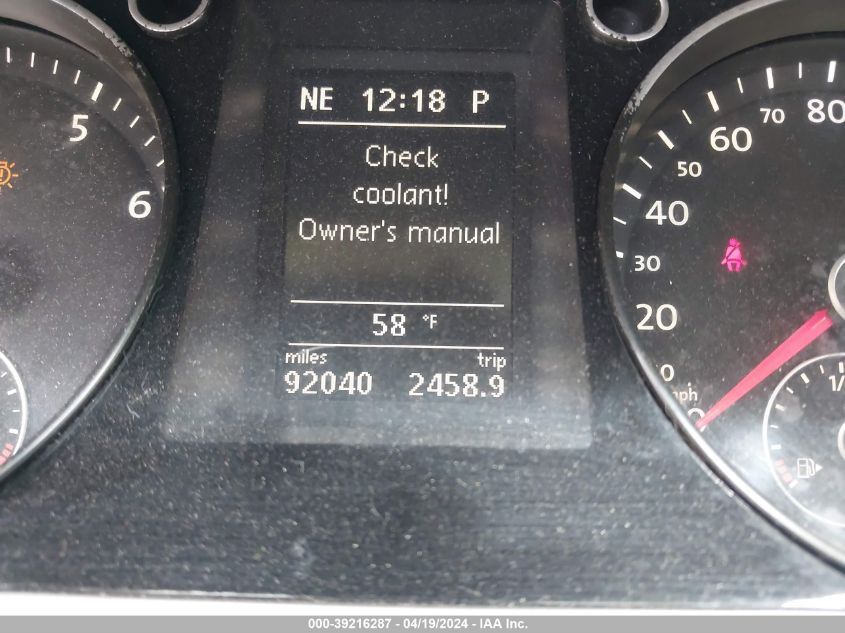 NE 12:18 P
Check
coolant!
Owner's manual
58 °F
miles trip
92040 2458.9
5
6
80
70
60
50
40
30
20
0
1/
000-39216287 - 04/19/2024 - IAA Inc.